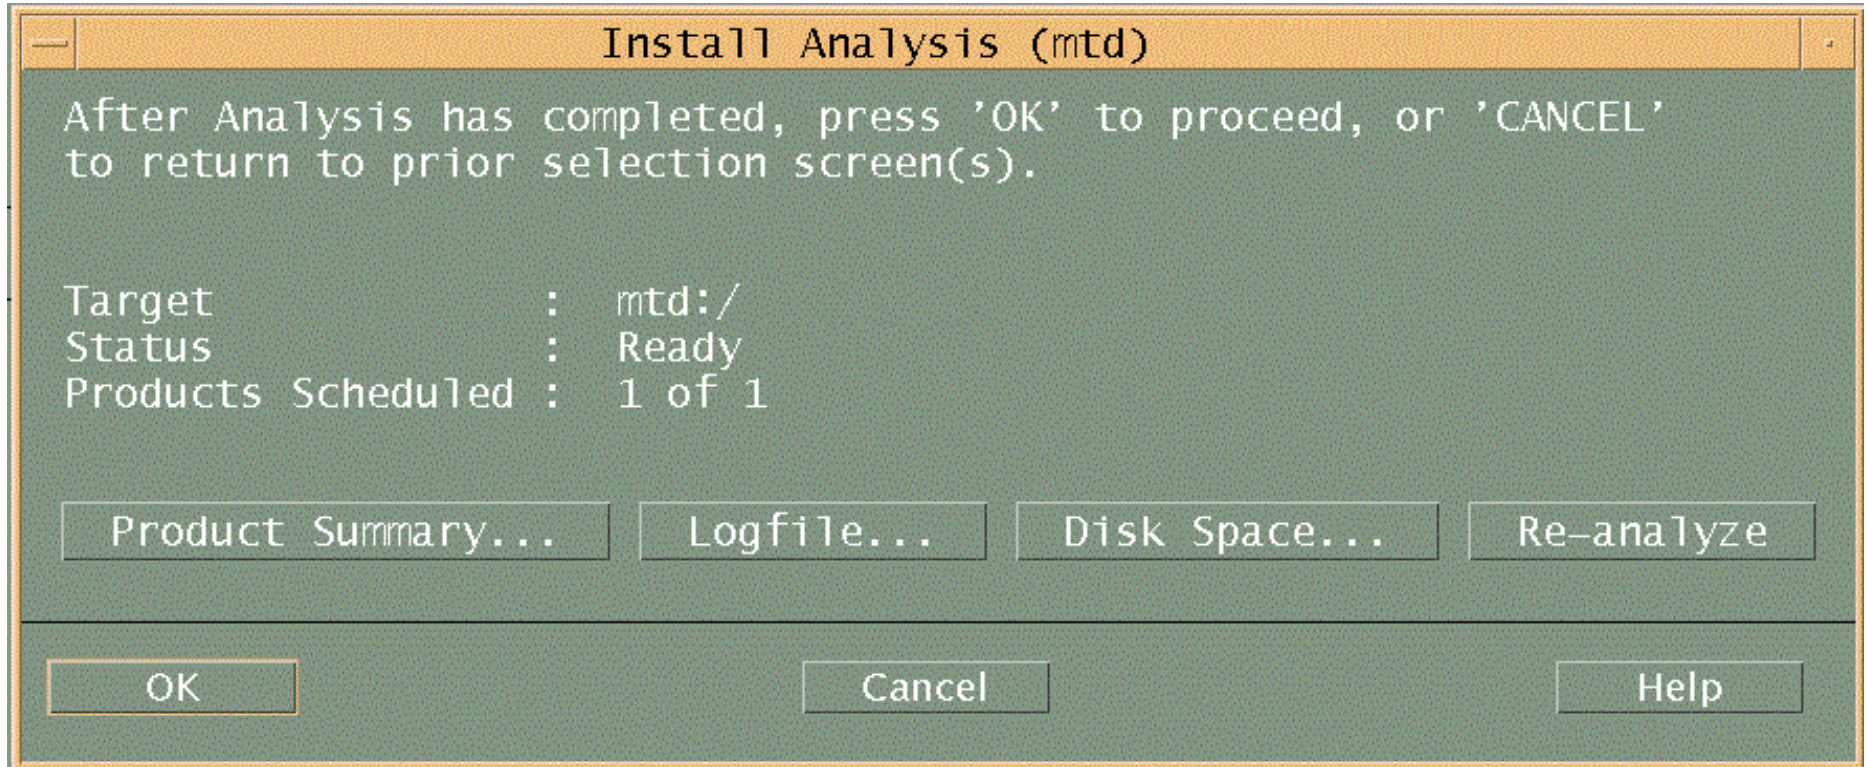 Install Analysis (mtd)
After Analysis has completed, press 'OK' to proceed, or 'CANCEL'
to return to prior selection screen(s).
Target : mtd:/
Status : Ready
Products Scheduled : 1 of 1
Product Summary... Logfile... Disk Space... Re-analyze
OK Cancel Help